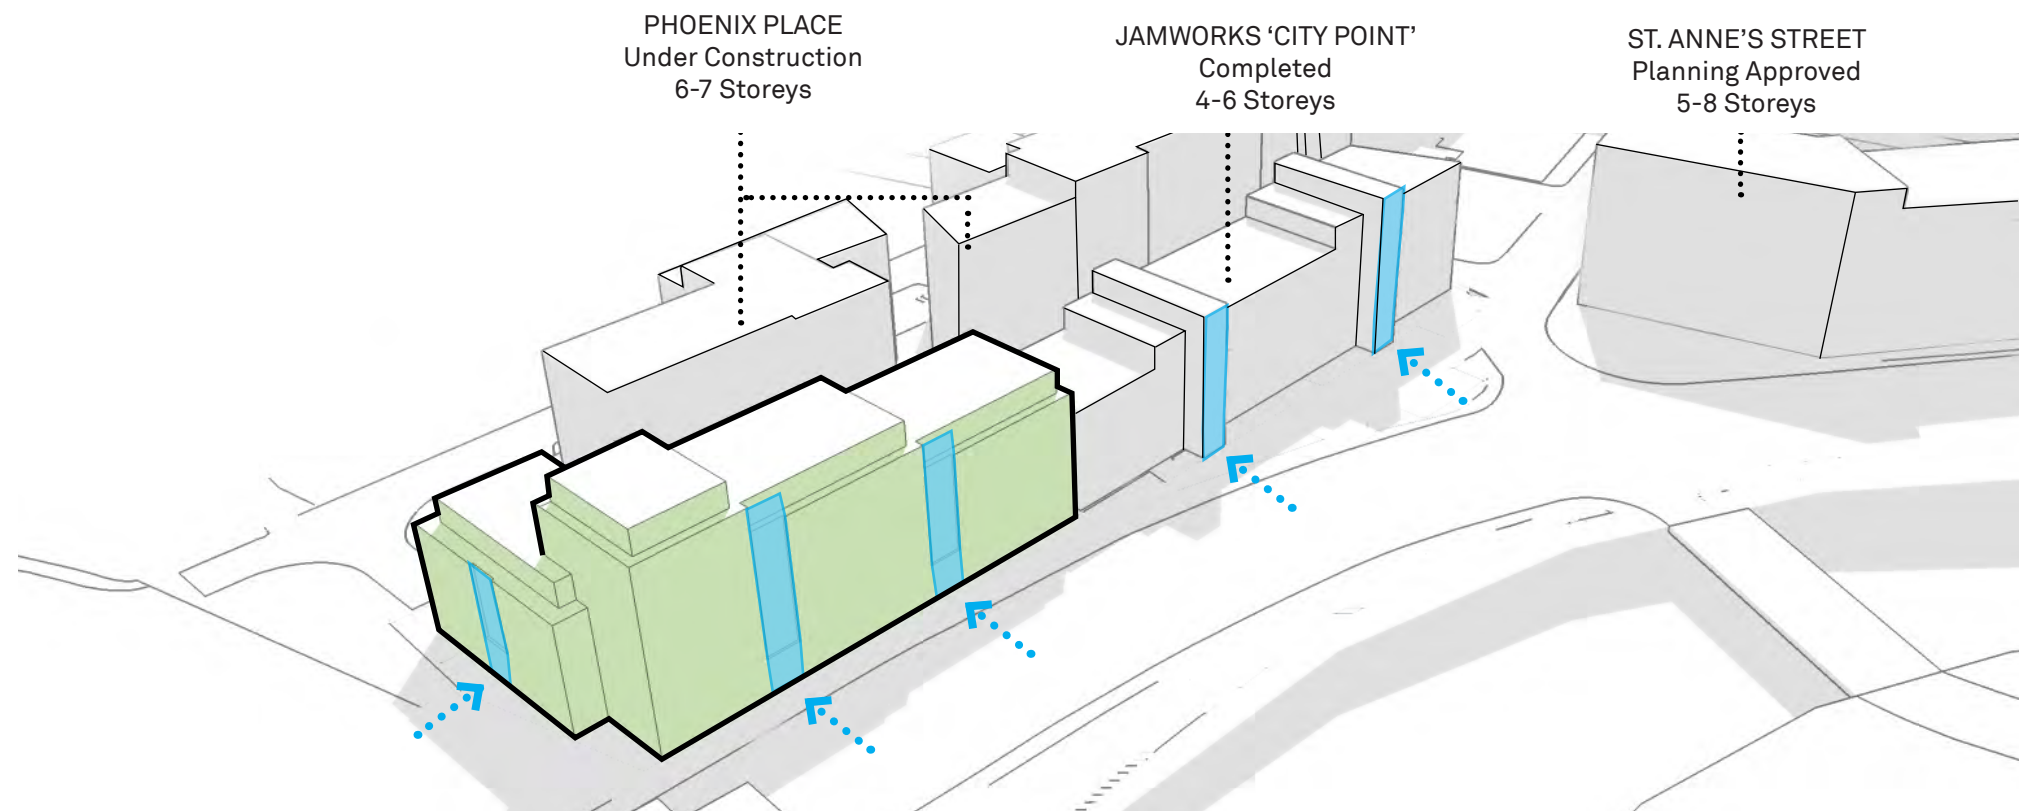 PHOENIX PLACE
Under Construction
6-7 Storeys
JAMWORKS ‘CITY POINT’
Completed
4-6 Storeys
ST. ANNE’S STREET
Planning Approved
5-8 Storeys